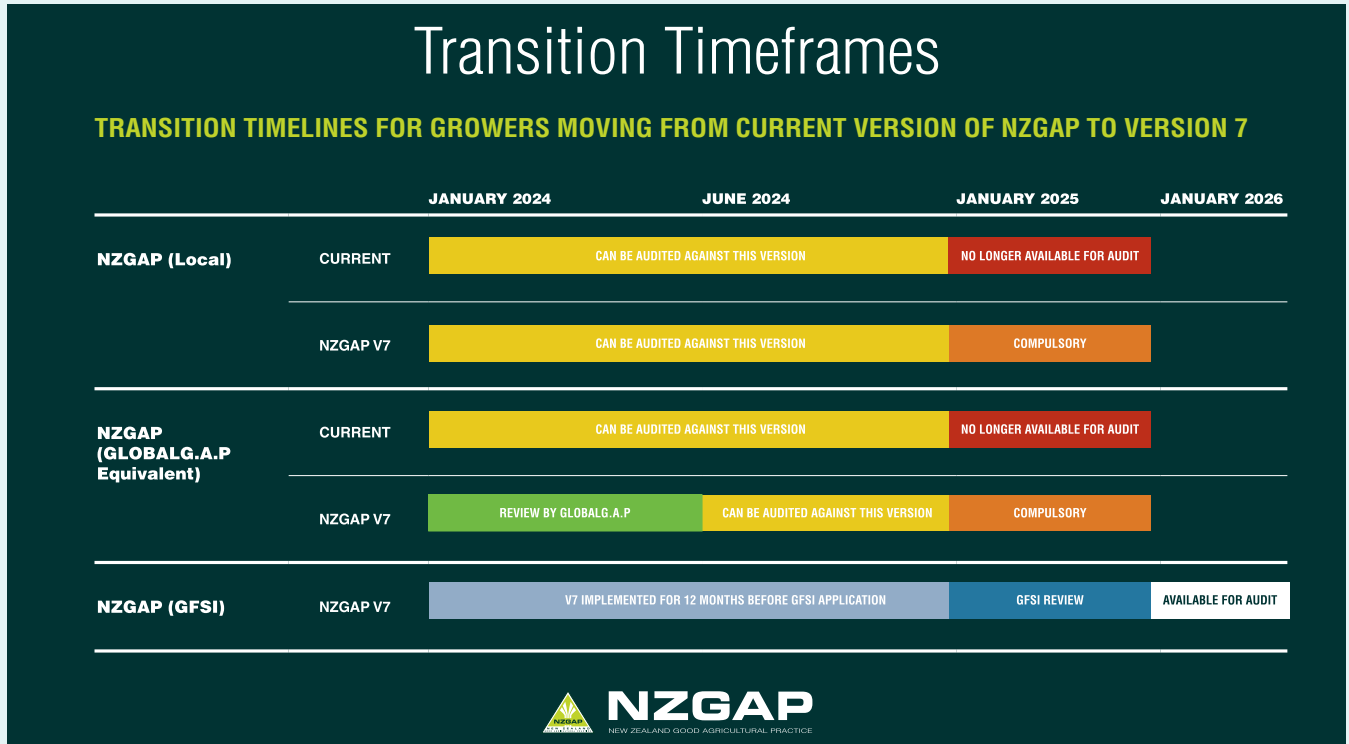 Transition Timeframes
TRANSITION TIMELINES FOR GROWERS MOVING FROM CURRENT VERSION OF NZGAP TO VERSION 7
JANUARY 2024 JUNE 2024 JANUARY 2025 JANUARY 2026
NZGAP (Local) CURRENT CAN BE AUDITED AGAINST THIS VERSION NO LONGER AVAILABLE FOR AUDIT
NZGAP V7 CAN BE AUDITED AGAINST THIS VERSION COMPULSORY
NZGAP
(GLOBALG.A.P
Equivalent)
CURRENT CAN BE AUDITED AGAINST THIS VERSION NO LONGER AVAILABLE FOR AUDIT
NZGAP V7 REVIEW BY GLOBALG.A.P CAN BE AUDITED AGAINST THIS VERSION COMPULSORY
NZGAP (GFSI) NZGAP V7 V7 IMPLEMENTED FOR 12 MONTHS BEFORE GFSI APPLICATION GFSI REVIEW AVAILABLE FOR AUDIT
NZGAP
NZGAP
NEW ZEALAND GOOD AGRICULTURAL PRACTICE